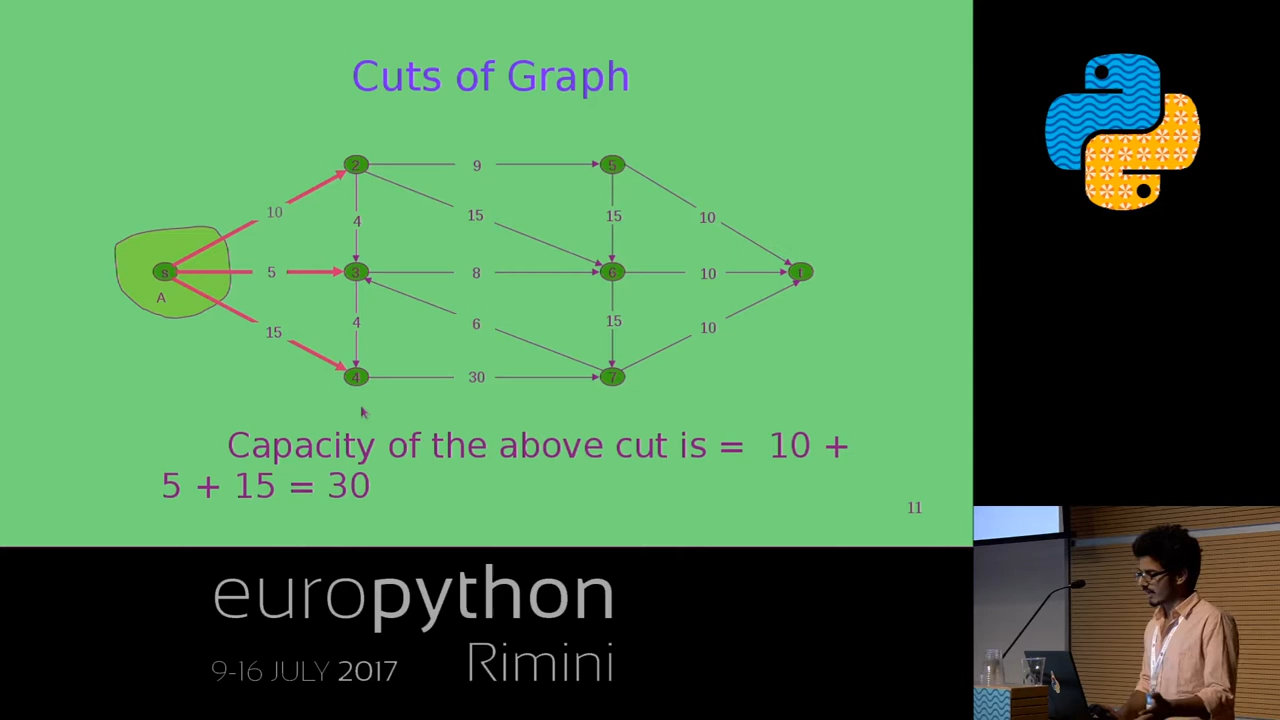 Cuts of Graph
2
9
5
10
4
15
15
10
s
5
3
8
6
10
t
A
15
4
6
15
10
4
30
7
Capacity of the above cut is = 10 +
5 + 15 = 30
11
europython
Rimini
9-16 JULY 2017